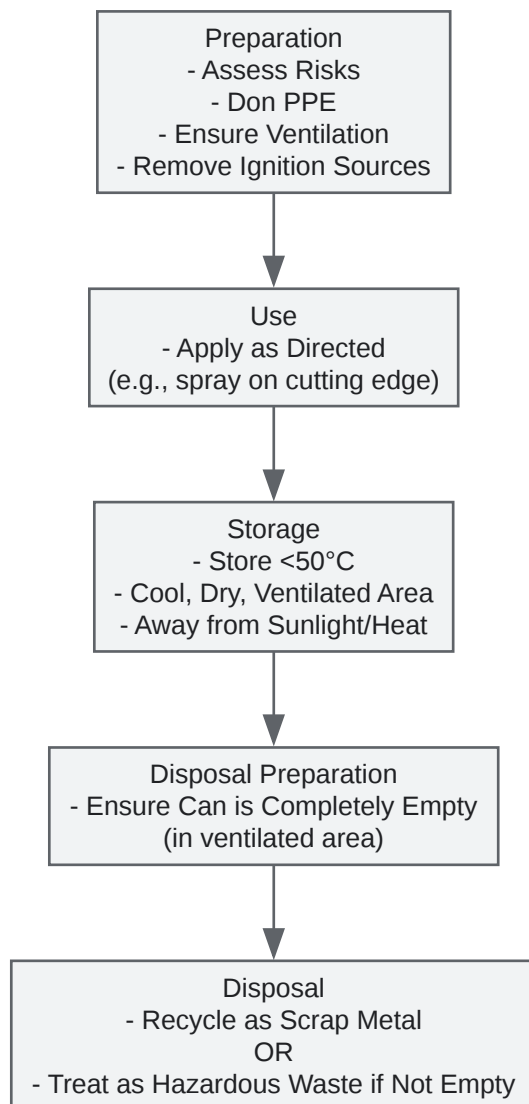 Preparation
- Assess Risks
- Don PPE
- Ensure Ventilation
- Remove Ignition Sources
Use
- Apply as Directed
(e.g., spray on cutting edge)
Storage
- Store <50°C
- Cool, Dry, Ventilated Area
- Away from Sunlight/Heat
Disposal Preparation
- Ensure Can is Completely Empty
(in ventilated area)
Disposal
- Recycle as Scrap Metal
OR
- Treat as Hazardous Waste if Not Empty